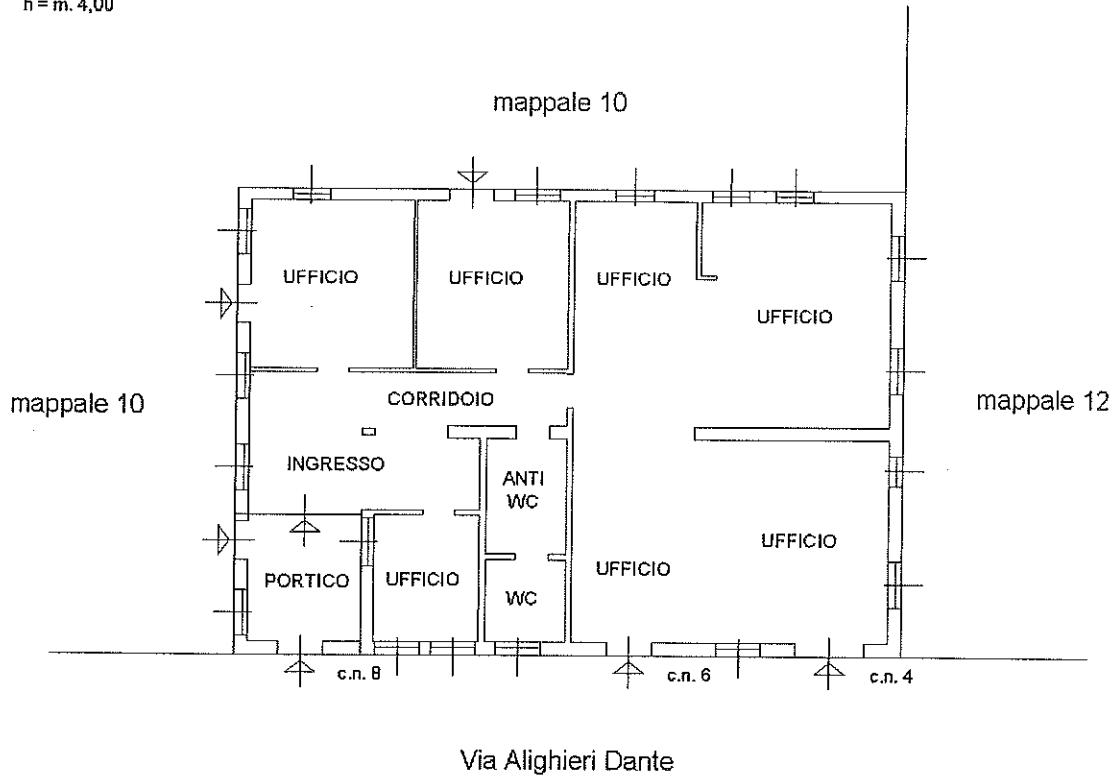 h = m. 4,00
mappale 10
UFFICIO
UFFICIO
UFFICIO
UFFICIO
mappale 10
CORRIDOIO
mappale 12
INGRESSO
ANTI
WC
PORTICO
UFFICIO
WC
UFFICIO
UFFICIO
c.n. 8
c.n. 6
c.n. 4
Via Alighieri Dante